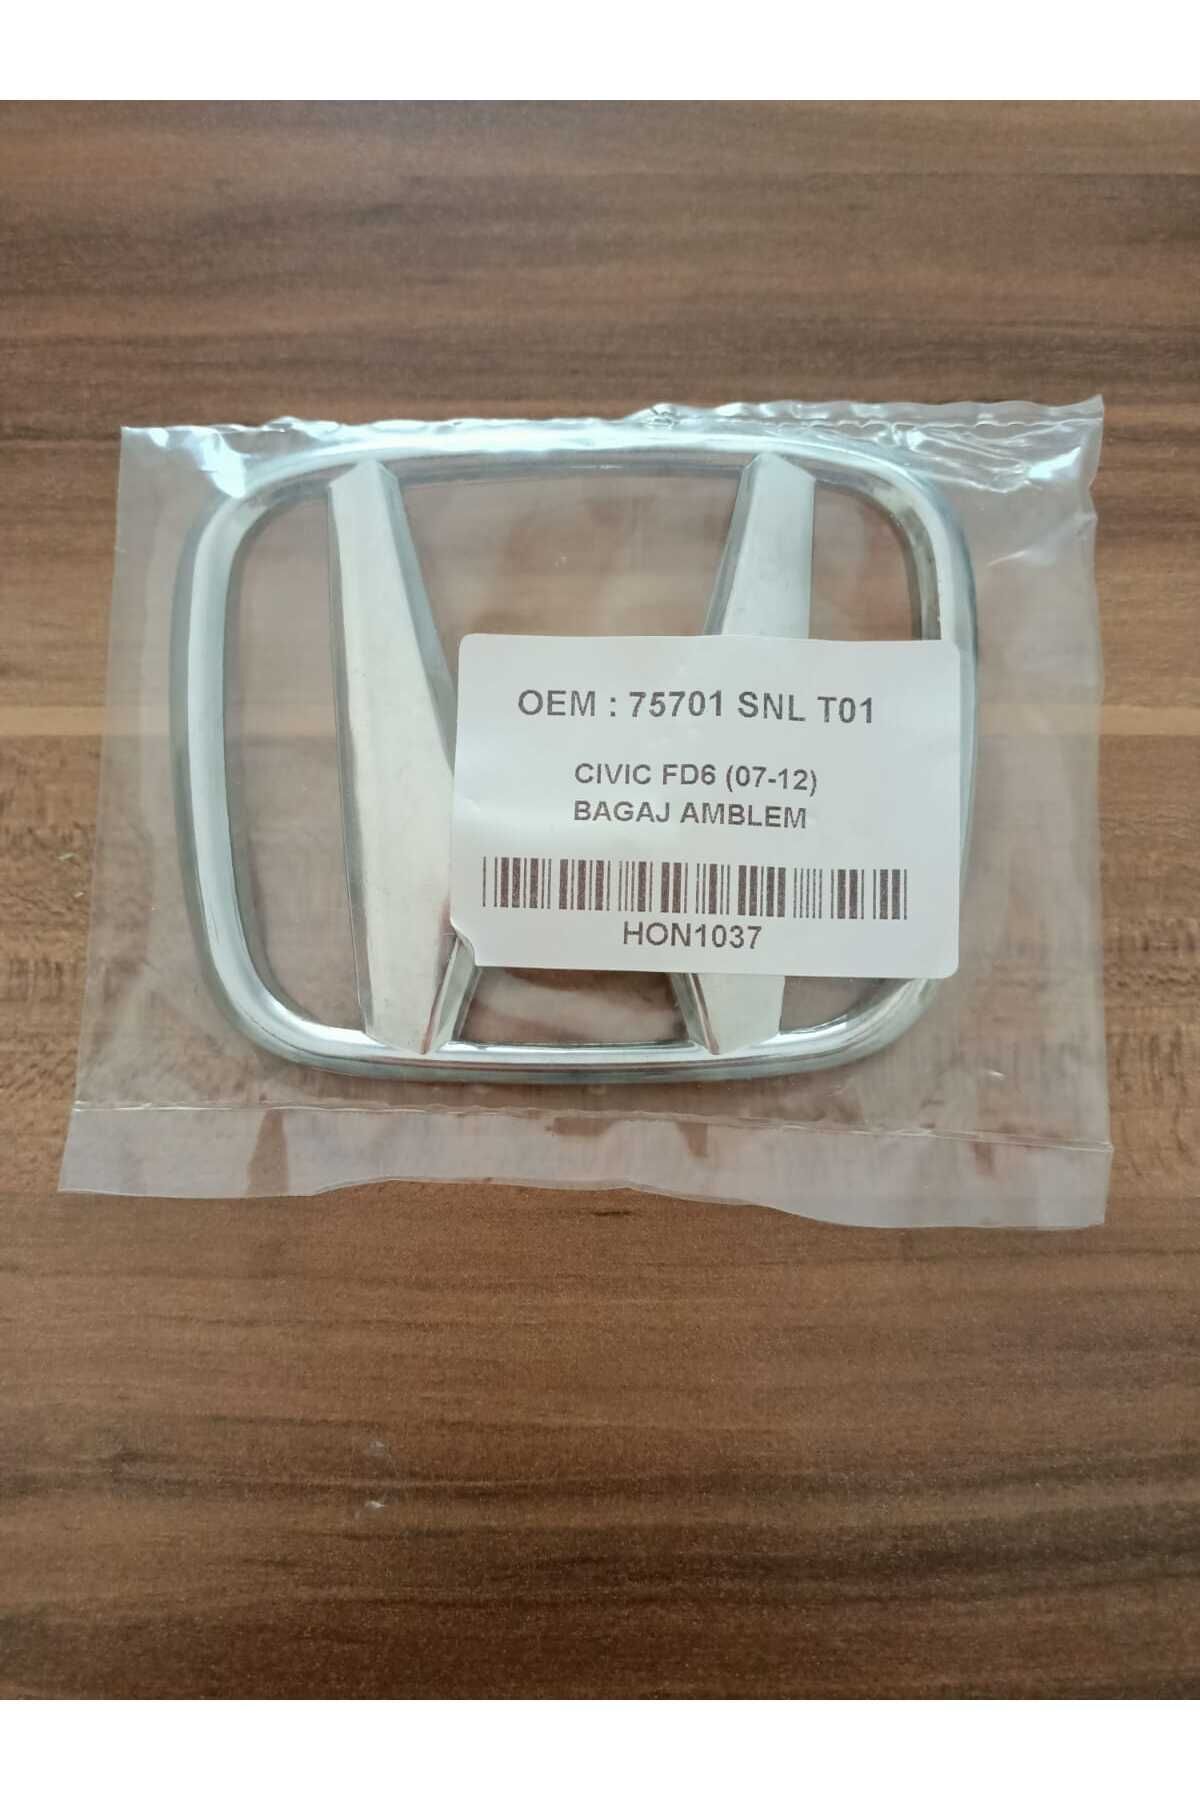 OEM : 75701 SNL T01
CIVIC FD6 (07-12)
BAGAJ AMBLEM
HON1037